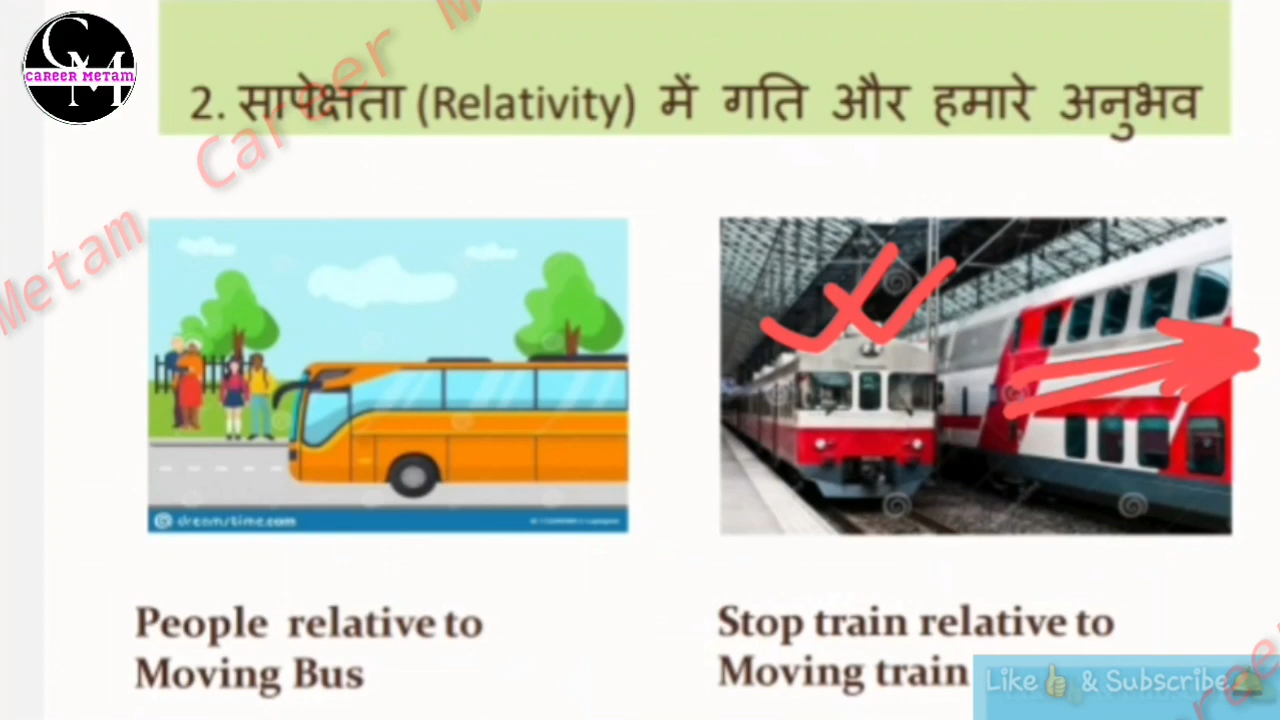 CAREER METAM
2. सापेक्षता (Relativity) में गति और हमारे अनुभव
Career M
Metam
dreamstime.com
People relative to
Moving Bus
Stop train relative to
Moving train
Like & Subscribe